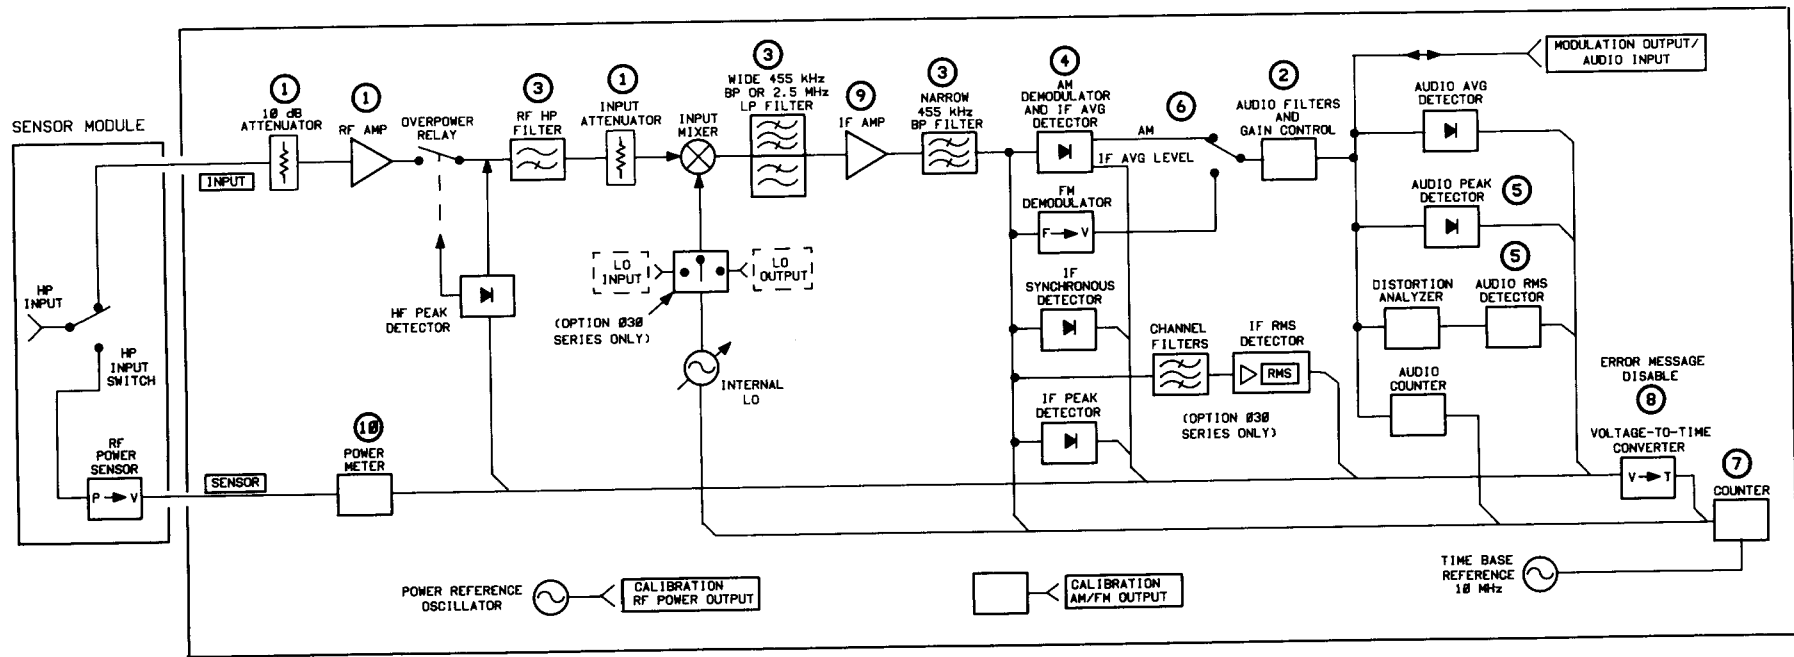 SENSOR MODULE
HP
INPUT
HP
INPUT
SWITCH
RF
POWER
SENSOR
P → V
INPUT
SENSOR
1
10 dB
ATTENUATOR
1
RF AMP
OVERPOWER
RELAY
3
RF HP
FILTER
1
INPUT
ATTENUATOR
INPUT
MIXER
3
WIDE 455 kHz
BP OR 2.5 MHz
LP FILTER
9
IF AMP
3
NARROW
455 kHz
BP FILTER
4
AM
DEMODULATOR
AND IF AVG
DETECTOR
AM
IF AVG LEVEL
6
2
AUDIO FILTERS
AND
GAIN CONTROL
MODULATION OUTPUT/
AUDIO INPUT
AUDIO AVG
DETECTOR
AUDIO PEAK
DETECTOR
5
5
DISTORTION
ANALYZER
AUDIO RMS
DETECTOR
AUDIO
COUNTER
FM
DEMODULATOR
F → V
IF
SYNCHRONOUS
DETECTOR
CHANNEL
FILTERS
IF RMS
DETECTOR
RMS
(OPTION 030
SERIES ONLY)
IF PEAK
DETECTOR
HF PEAK
DETECTOR
LO
INPUT
LO
OUTPUT
(OPTION 030
SERIES ONLY)
INTERNAL
LO
10
POWER
METER
ERROR MESSAGE
DISABLE
8
VOLTAGE-TO-TIME
CONVERTER
V → T
7
COUNTER
TIME BASE
REFERENCE
10 MHz
POWER REFERENCE
OSCILLATOR
CALIBRATION
RF POWER OUTPUT
CALIBRATION
AM/FM OUTPUT